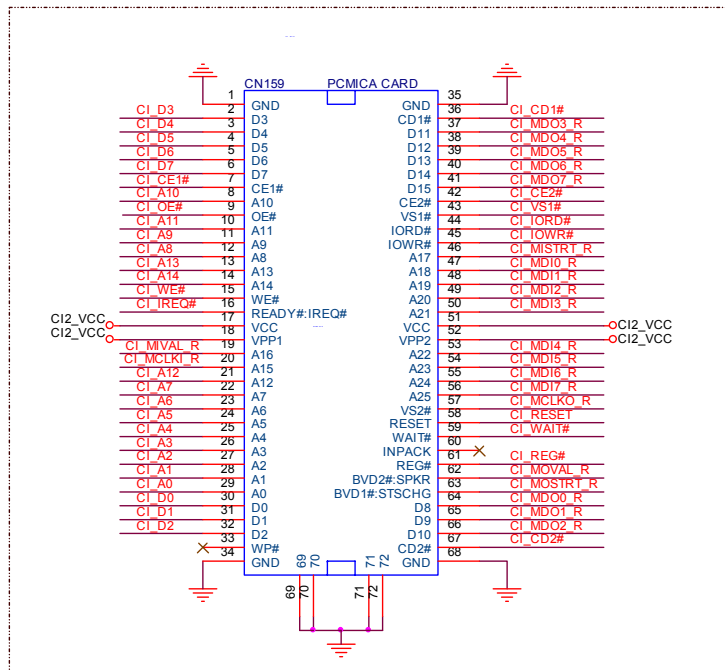 CN159 PCMICA CARD
1 GND GND 35
CI_D3 2 D3 CD1# 36 CI_CD1#
CI_D4 3 D4 D11 37 CI_MDO3_R
CI_D5 4 D5 D12 38 CI_MDO4_R
CI_D6 5 D6 D13 39 CI_MDO5_R
CI_D7 6 D7 D14 40 CI_MDO6_R
CI_CE1# 7 CE1# D15 41 CI_MDO7_R
CI_A10 8 A10 CE2# 42 CI_CE2#
CI_OE# 9 OE# VS1# 43 CI_VS1#
CI_A11 10 A11 IORD# 44 CI_IORD#
CI_A9 11 A9 IOWR# 45 CI_IOWR#
CI_A8 12 A8 A17 46 CI_MISTRT_R
CI_A13 13 A13 A18 47 CI_MDI0_R
CI_A14 14 A14 A19 48 CI_MDI1_R
CI_WE# 15 WE# A20 49 CI_MDI2_R
CI_IREQ# 16 READY#:IREQ# A21 50 CI_MDI3_R
CI2_VCC 17 VCC VCC 51 CI2_VCC
CI2_VCC 18 VPP1 VPP2 52 CI2_VCC
CI_MIVAL_R 19 A16 A22 53 CI_MDI4_R
CI_MCLKI_R 20 A15 A23 54 CI_MDI5_R
CI_A12 21 A12 A24 55 CI_MDI6_R
CI_A7 22 A7 A25 56 CI_MDI7_R
CI_A6 23 A6 VS2# 57 CI_MCLKO_R
CI_A5 24 A5 RESET 58 CI_RESET
CI_A4 25 A4 WAIT# 59 CI_WAIT#
CI_A3 26 A3 INPACK 60
CI_A2 27 A2 REG# 61 CI_REG#
CI_A1 28 A1 BVD2#:SPKR 62 CI_MOVAL_R
CI_A0 29 A0 BVD1#:STSCHG 63 CI_MOSTRT_R
CI_D0 30 D0 D8 64 CI_MDO0_R
CI_D1 31 D1 D9 65 CI_MDO1_R
CI_D2 32 D2 D10 66 CI_MDO2_R
33 WP# CD2# 67 CI_CD2#
34 GND GND 68
69 70 71 72
69 70 71 72